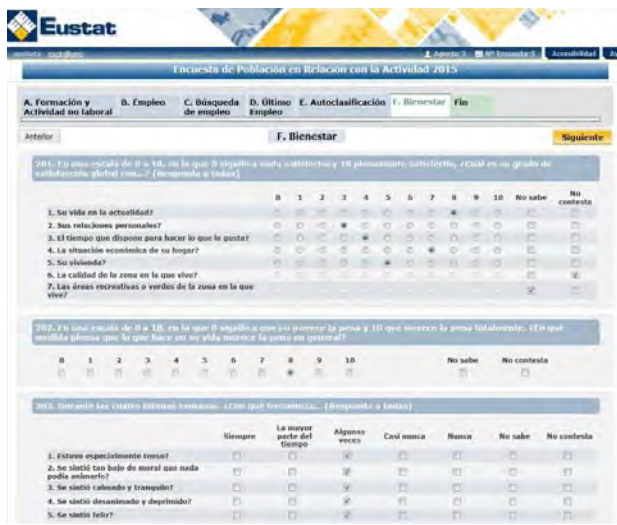 Eustat
Agente:3 Nº Encuesta:5 Accesibilidad
Encuesta de Población en Relación con la Actividad 2015
A. Formación y Actividad no laboral B. Empleo C. Búsqueda de empleo D. Último Empleo E. Autoclasificación F. Bienestar Fin
Anterior F. Bienestar Siguiente
201. En una escala de 0 a 10, en la que 0 significa nada satisfecho y 10 plenamente satisfecho, ¿Cuál es su grado de
satisfacción global con...? (Responda a todas)
0 1 2 3 4 5 6 7 8 9 10 No sabe No contesta
1. Su vida en la actualidad?
2. Sus relaciones personales?
3. El tiempo que dispone para hacer lo que le gusta?
4. La situación económica de su hogar?
5. Su vivienda?
6. La calidad de la zona en la que vive?
7. Las áreas recreativas o verdes de la zona en la que
vive?
202. En una escala de 0 a 10, en la que 0 significa que no merece la pena y 10 que merece la pena totalmente. ¿En qué
medida piensa que lo que hace en su vida merece la pena en general?
0 1 2 3 4 5 6 7 8 9 10 No sabe No contesta
203. Durante las cuatro últimas semanas. ¿Con qué frecuencia... (Responda a todas)
Siempre La mayor parte del tiempo Algunas veces Casi nunca Nunca No sabe No contesta
1. Estuvo especialmente tenso?
2. Se sintió tan bajo de moral que nada
podía animarlo?
3. Se sintió calmado y tranquilo?
4. Se sintió desanimado y deprimido?
5. Se sintió feliz?